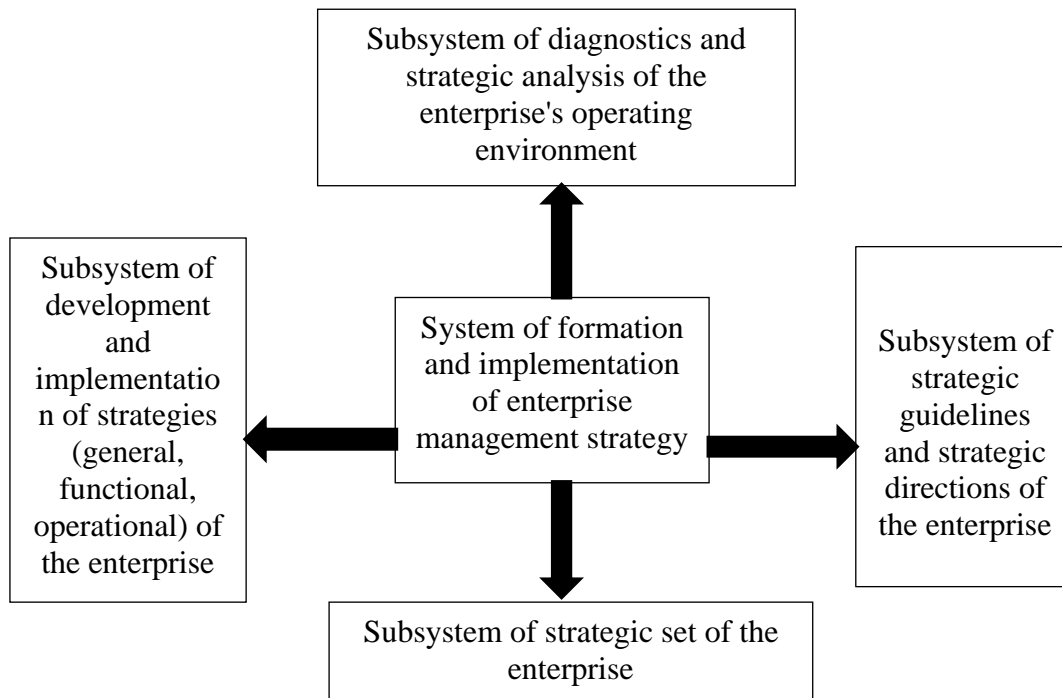 Subsystem of diagnostics and
strategic analysis of the
enterprise's operating
environment
Subsystem of
development
and
implementatio
n of strategies
(general,
functional,
operational) of
the enterprise
System of formation
and implementation
of enterprise
management strategy
Subsystem of
strategic
guidelines
and strategic
directions of
the enterprise
Subsystem of strategic set of the
enterprise